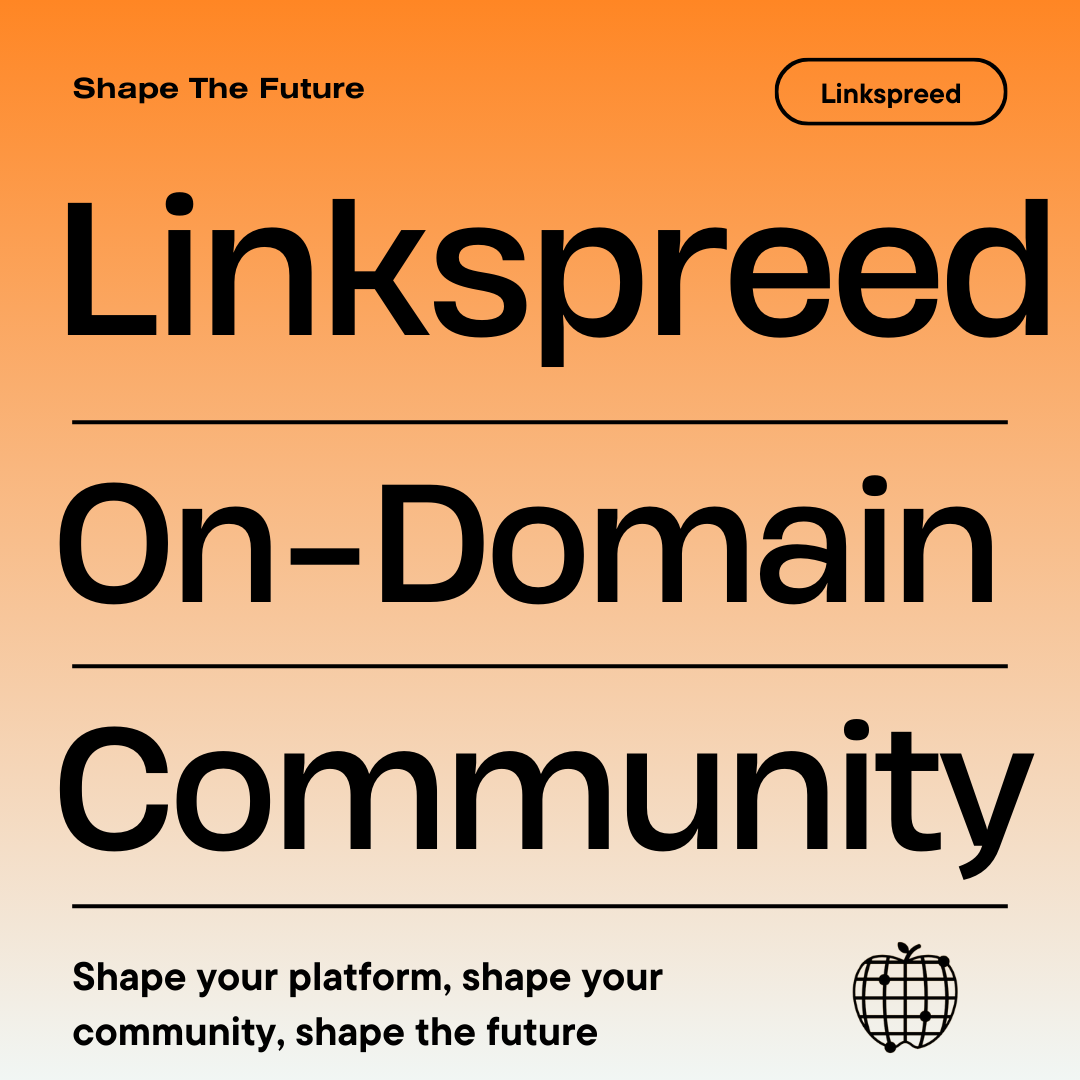 Shape The Future
Linkspreed
Linkspreed
On-Domain
Community
Shape your platform, shape your
community, shape the future